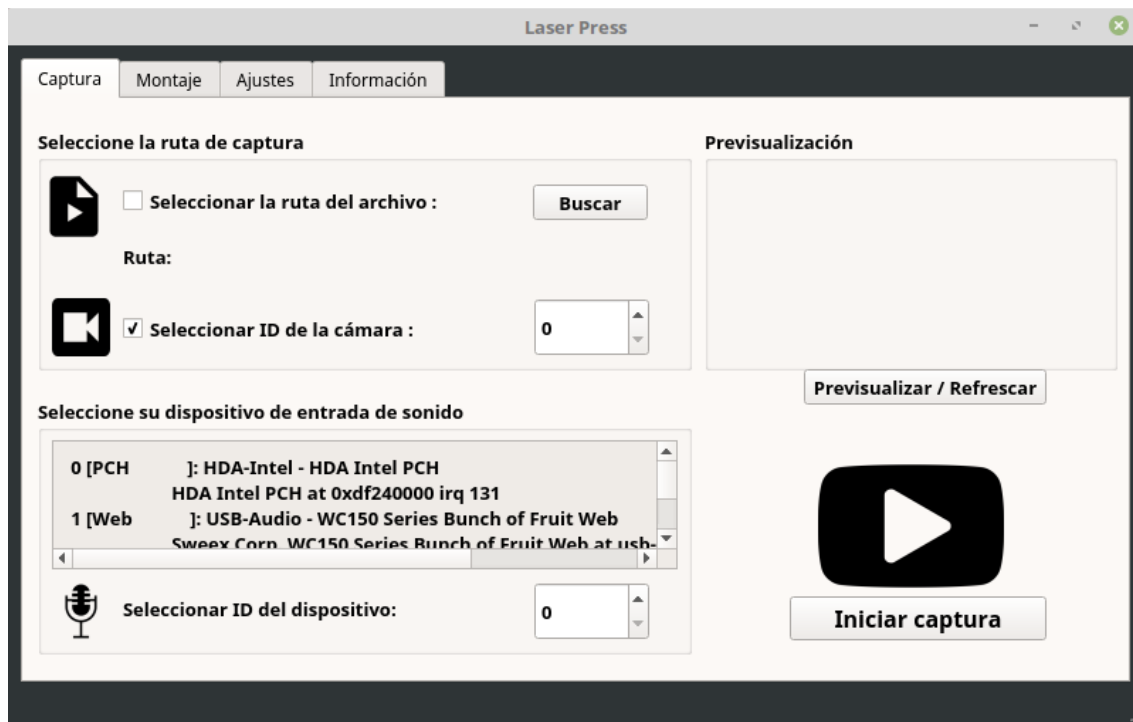 Laser Press
Captura Montaje Ajustes Información
Seleccione la ruta de captura
Seleccionar la ruta del archivo : Buscar
Ruta:
Seleccionar ID de la cámara : 0
Previsualización
Previsualizar / Refrescar
Seleccione su dispositivo de entrada de sonido
0 [PCH ]: HDA-Intel - HDA Intel PCH
HDA Intel PCH at 0xdf240000 irq 131
1 [Web ]: USB-Audio - WC150 Series Bunch of Fruit Web
Sweex Corp. WC150 Series Bunch of Fruit Web at usb-
Seleccionar ID del dispositivo: 0
Iniciar captura